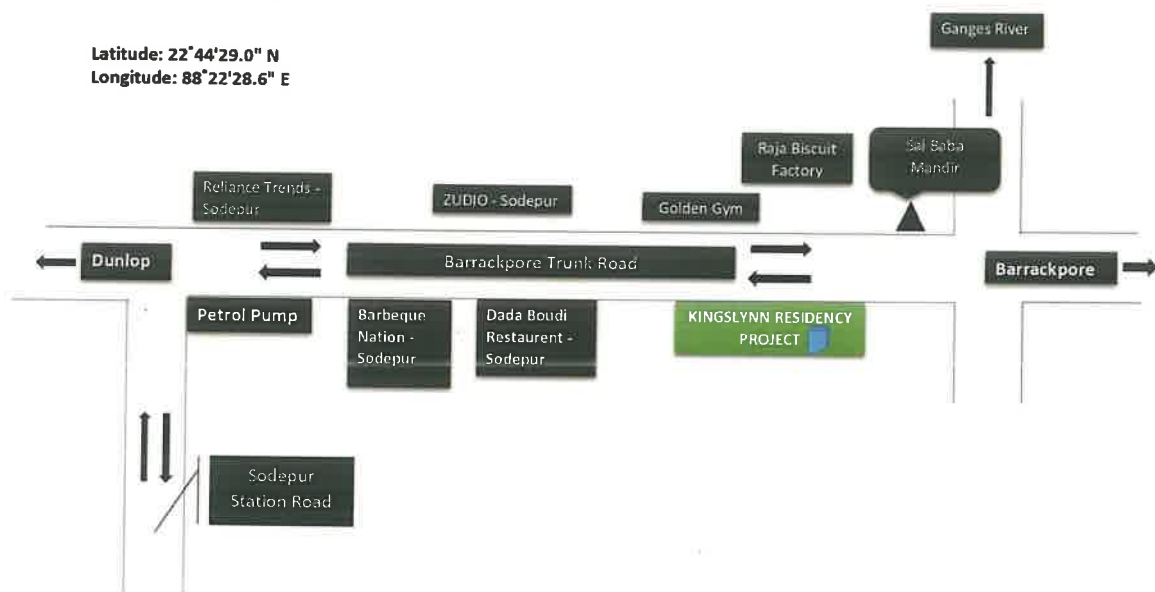 Ganges River
Latitude: 22°44'29.0" N
Longitude: 88°22'28.6" E
Raja Biscuit
Factory
Sai Baba
Mandir
Reliance Trends -
Sodepur
ZUDIO - Sodepur
Golden Gym
Dunlop
Barrackpore Trunk Road
Barrackpore
Petrol Pump
Barbeque
Nation -
Sodepur
Dada Boudi
Restaurent -
Sodepur
KINGSLYNN RESIDENCY
PROJECT
Sodepur
Station Road